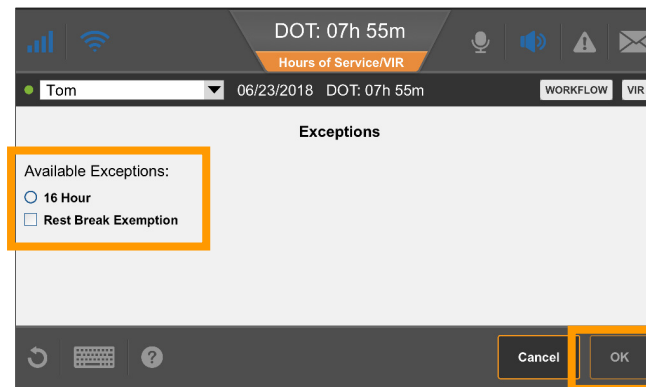 DOT: 07h 55m
Hours of Service/VIR
Tom 06/23/2018 DOT: 07h 55m WORKFLOW VIR
Exceptions
Available Exceptions:
16 Hour
Rest Break Exemption
Cancel OK